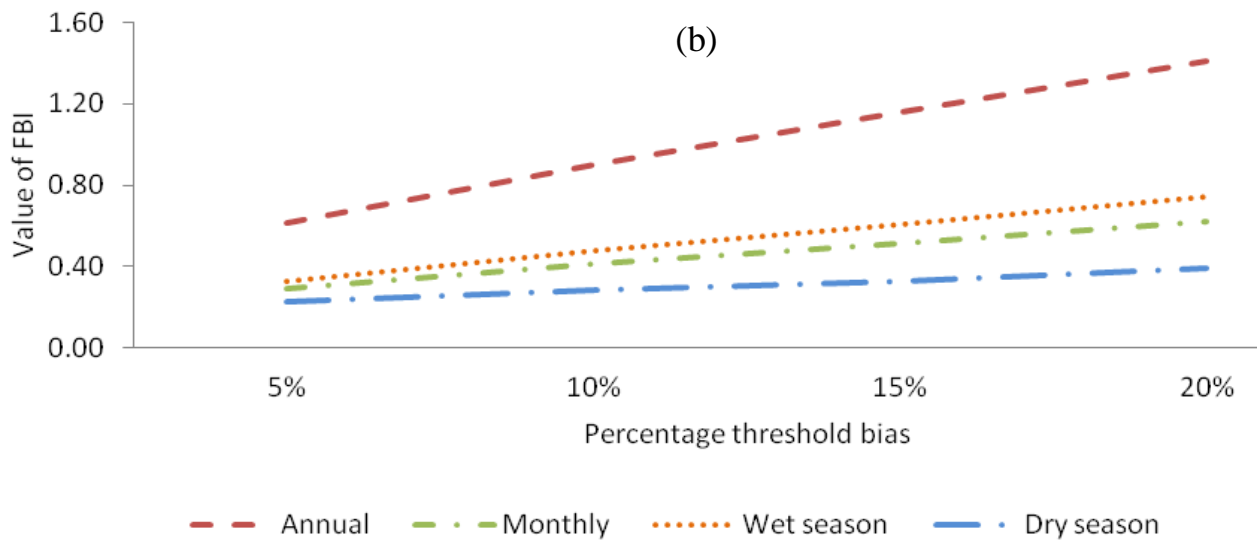 (b)
1.60
1.20
0.80
0.40
0.00
Value of FBI
5% 10% 15% 20%
Percentage threshold bias
Annual Monthly Wet season Dry season